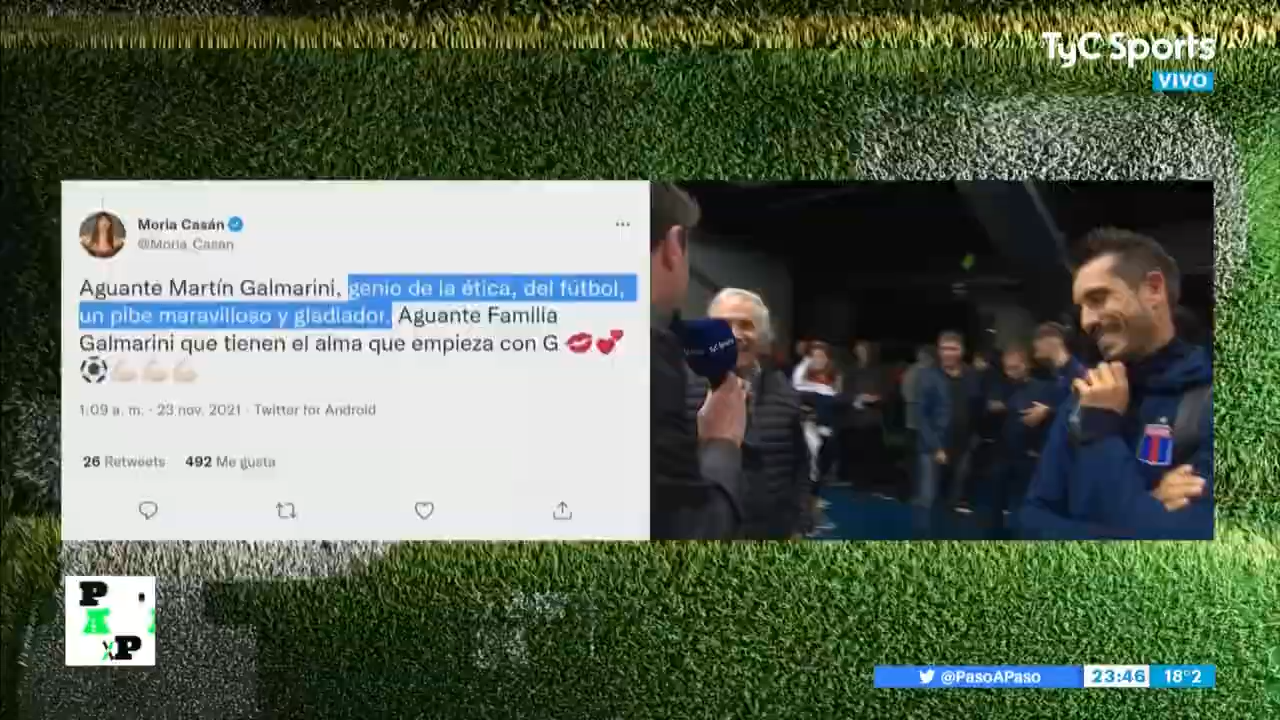 TyC Sports
VIVO
Moria Casán
@Moria_Casan
Aguante Martín Galmarini, genio de la ética, del fútbol,
un pibe maravilloso y gladiador. Aguante Familia
Galmarini que tienen el alma que empieza con G 💋💕
⚽💪🏻💪🏻💪🏻
1:09 a. m. · 23 nov. 2021 · Twitter for Android
26 Retweets 492 Me gusta
TyC Sports
P
A
x P
@PasoAPaso 23:46 18°2